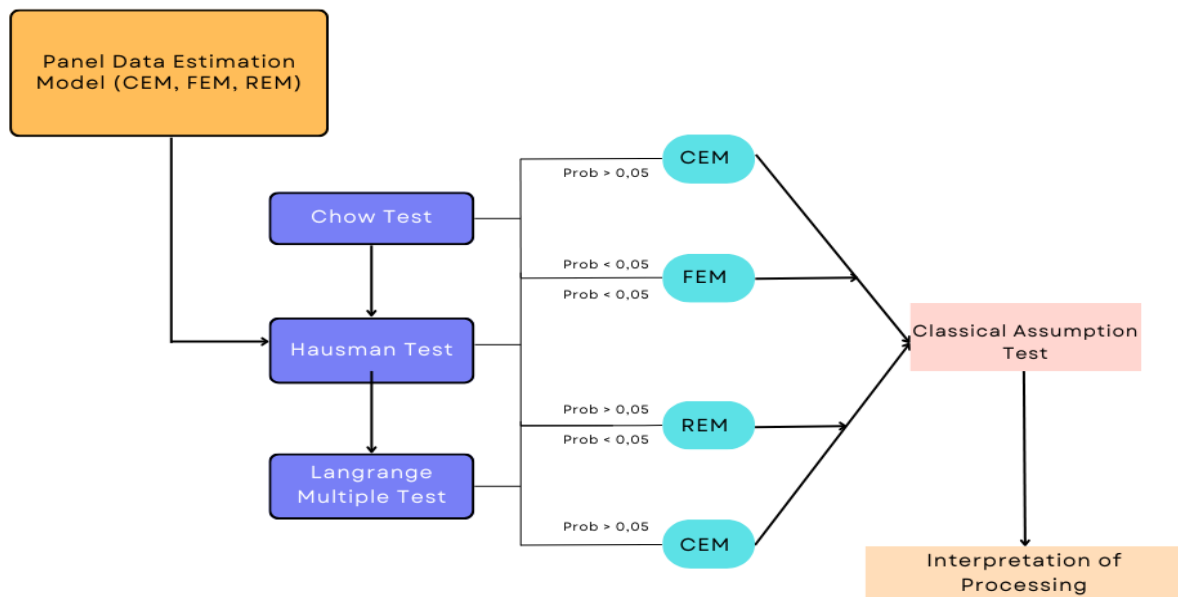 Panel Data Estimation
Model (CEM, FEM, REM)
CEM
Prob > 0,05
Chow Test
Prob < 0,05
FEM
Prob < 0,05
Hausman Test
Classical Assumption
Test
Prob > 0,05
REM
Prob < 0,05
Langrange
Multiple Test
Prob > 0,05
CEM
Interpretation of
Processing